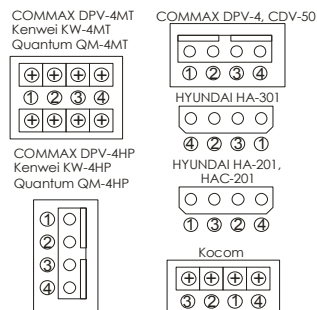 COMMAX DPV-4MT
Kenwei KW-4MT
Quantum QM-4MT
① ② ③ ④
COMMAX DPV-4HP
Kenwei KW-4HP
Quantum QM-4HP
①
②
③
④
COMMAX DPV-4, CDV-50
① ② ③ ④
HYUNDAI HA-301
④ ② ③ ①
HYUNDAI HA-201,
HAC-201
① ③ ② ④
Kocom
③ ② ① ④